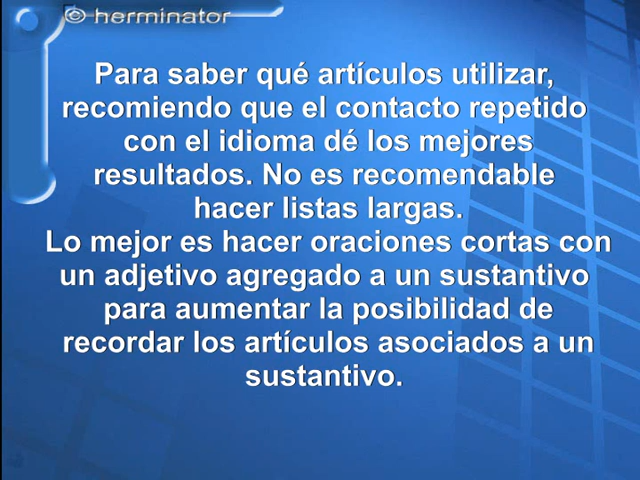 © herminator
Para saber qué artículos utilizar,
recomiendo que el contacto repetido
con el idioma dé los mejores
resultados. No es recomendable
hacer listas largas.
Lo mejor es hacer oraciones cortas con
un adjetivo agregado a un sustantivo
para aumentar la posibilidad de
recordar los artículos asociados a un
sustantivo.